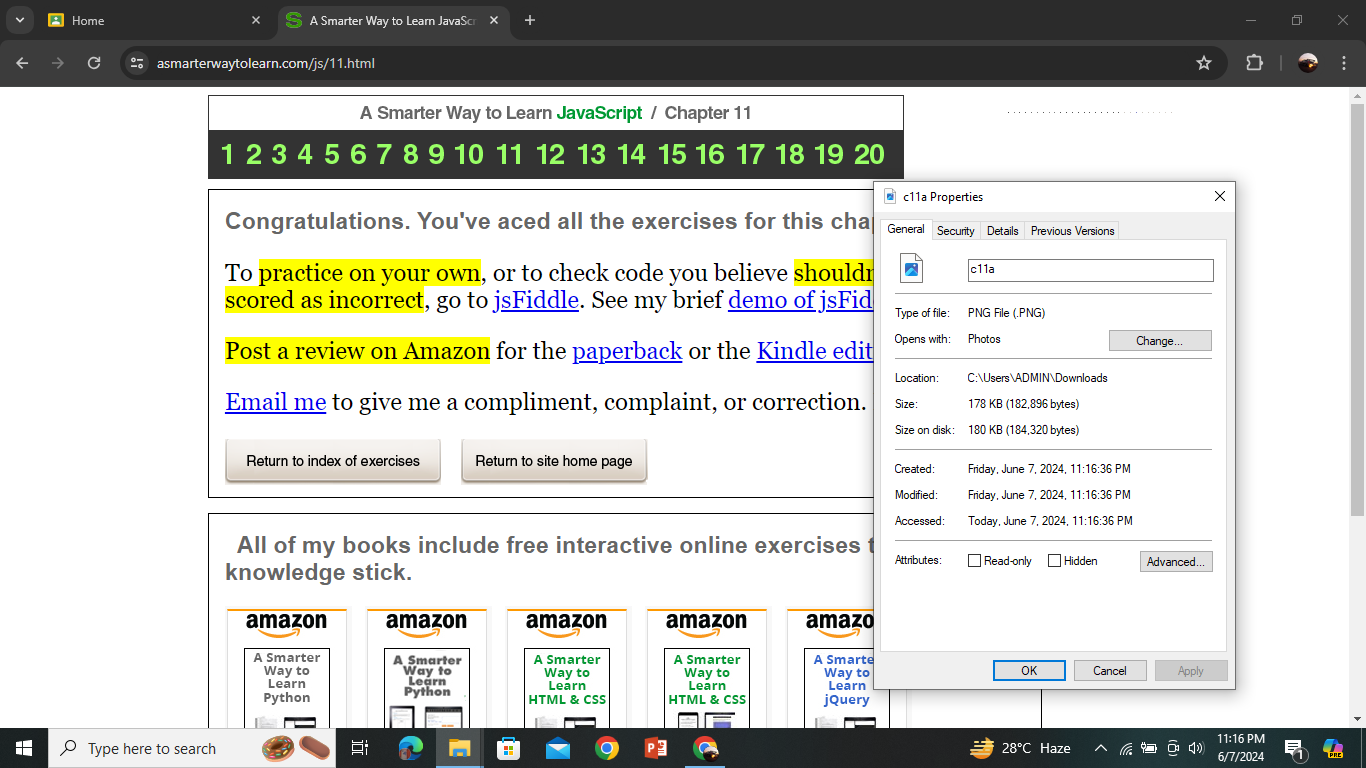 Home
A Smarter Way to Learn JavaSc
asmarterwaytolearn.com/js/11.html
A Smarter Way to Learn JavaScript / Chapter 11
1 2 3 4 5 6 7 8 9 10 11 12 13 14 15 16 17 18 19 20
Congratulations. You've aced all the exercises for this cha
To practice on your own, or to check code you believe shouldn
scored as incorrect, go to jsFiddle. See my brief demo of jsFid
Post a review on Amazon for the paperback or the Kindle edit
Email me to give me a compliment, complaint, or correction.
Return to index of exercises
Return to site home page
All of my books include free interactive online exercises t
knowledge stick.
amazon
A Smarter
Way to
Learn
Python
amazon
A Smarter
Way to
Learn
Python
amazon
A Smarter
Way to
Learn
HTML & CSS
amazon
A Smarter
Way to
Learn
HTML & CSS
amazon
A Smarter
Way to
Learn
jQuery
c11a Properties
General Security Details Previous Versions
c11a
Type of file: PNG File (.PNG)
Opens with: Photos Change...
Location: C:\Users\ADMIN\Downloads
Size: 178 KB (182,896 bytes)
Size on disk: 180 KB (184,320 bytes)
Created: Friday, June 7, 2024, 11:16:36 PM
Modified: Friday, June 7, 2024, 11:16:36 PM
Accessed: Today, June 7, 2024, 11:16:36 PM
Attributes: Read-only Hidden Advanced...
OK Cancel Apply
Type here to search
28°C Haze
11:16 PM
6/7/2024
1
PRE